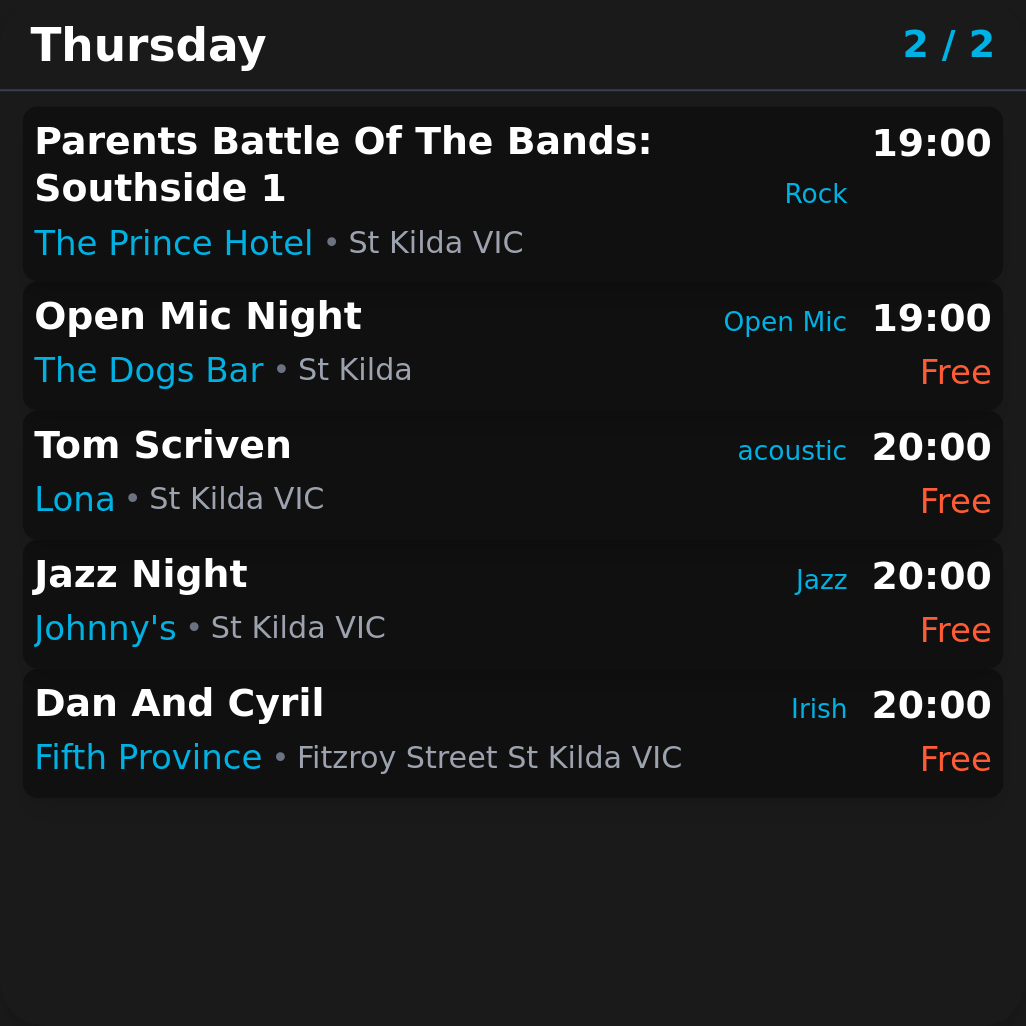 Thursday 2 / 2
Parents Battle Of The Bands: 19:00
Southside 1 Rock
The Prince Hotel • St Kilda VIC
Open Mic Night Open Mic 19:00
The Dogs Bar • St Kilda Free
Tom Scriven acoustic 20:00
Lona • St Kilda VIC Free
Jazz Night Jazz 20:00
Johnny's • St Kilda VIC Free
Dan And Cyril Irish 20:00
Fifth Province • Fitzroy Street St Kilda VIC Free